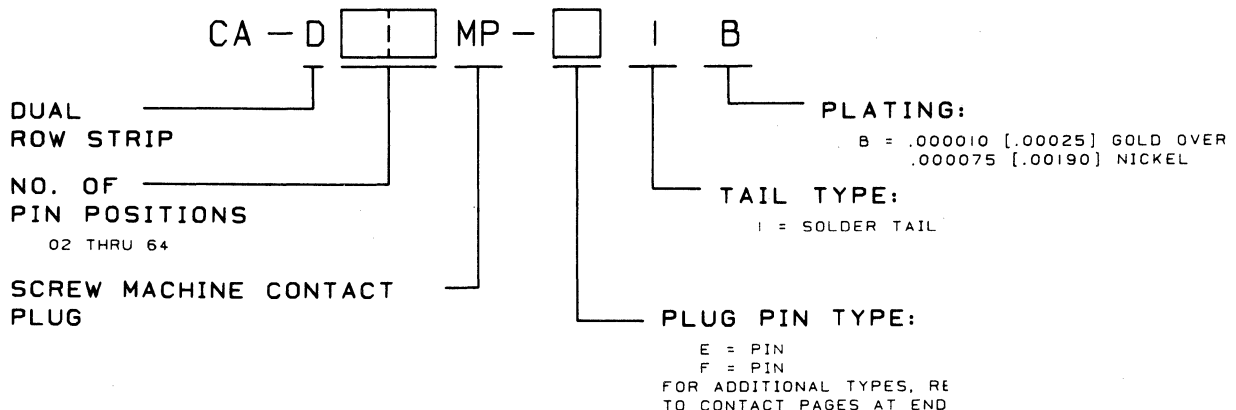 CA - D MP - I B
DUAL
ROW STRIP
NO. OF
PIN POSITIONS
02 THRU 64
SCREW MACHINE CONTACT
PLUG
PLATING:
B = .000010 [.00025] GOLD OVER
.000075 [.00190] NICKEL
TAIL TYPE:
I = SOLDER TAIL
PLUG PIN TYPE:
E = PIN
F = PIN
FOR ADDITIONAL TYPES, RE
TO CONTACT PAGES AT END